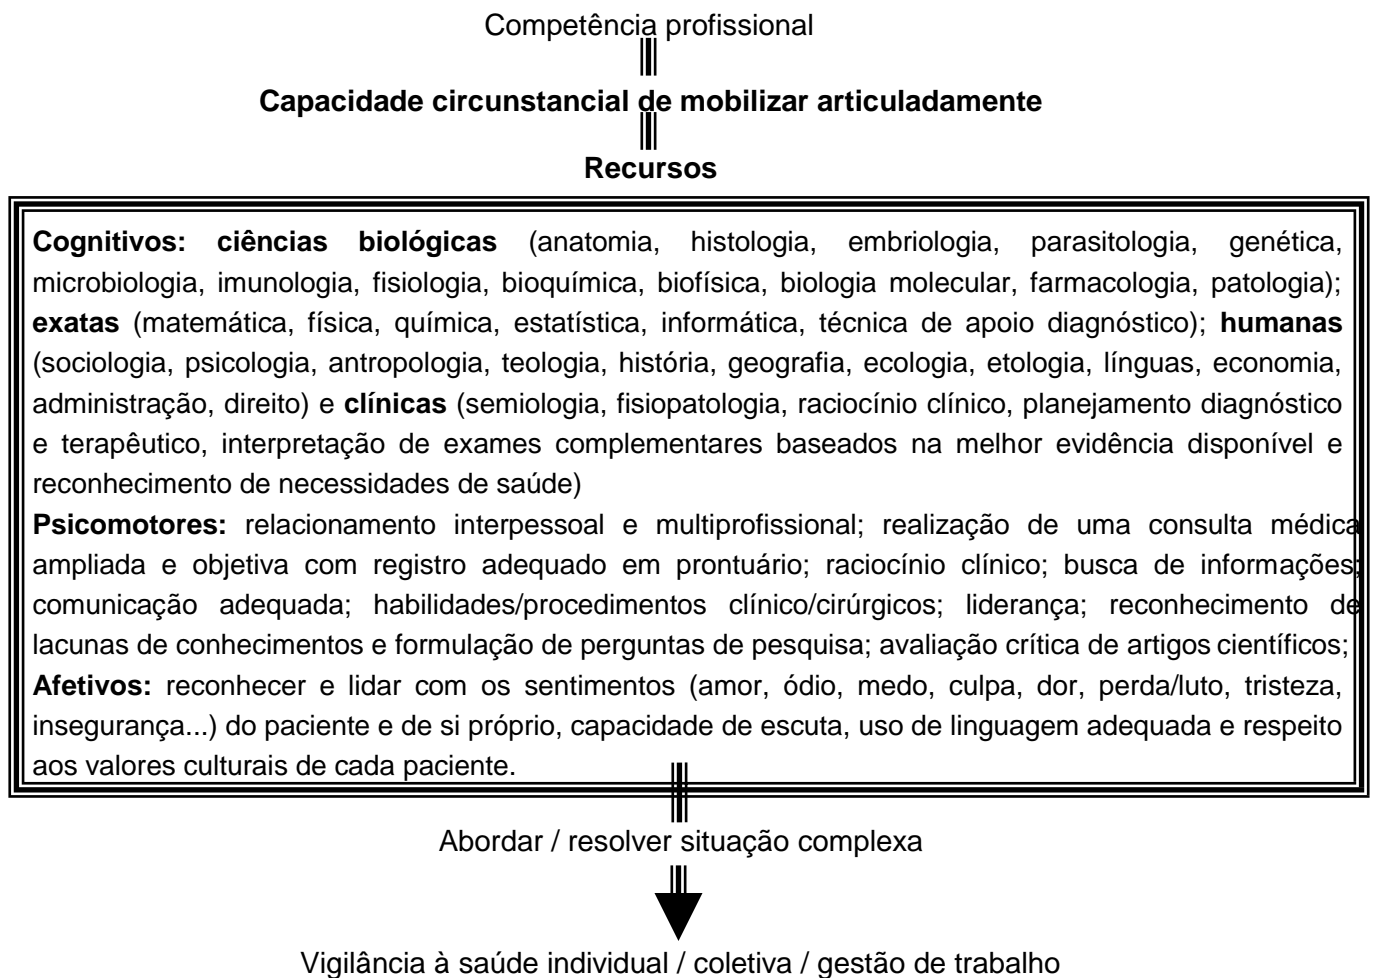 Competência profissional
Capacidade circunstancial de mobilizar articuladamente
Recursos
Cognitivos: ciências biológicas (anatomia, histologia, embriologia, parasitologia, genética,
microbiologia, imunologia, fisiologia, bioquímica, biofísica, biologia molecular, farmacologia, patologia);
exatas (matemática, física, química, estatística, informática, técnica de apoio diagnóstico); humanas
(sociologia, psicologia, antropologia, teologia, história, geografia, ecologia, etologia, línguas, economia,
administração, direito) e clínicas (semiologia, fisiopatologia, raciocínio clínico, planejamento diagnóstico
e terapêutico, interpretação de exames complementares baseados na melhor evidência disponível e
reconhecimento de necessidades de saúde)
Psicomotores: relacionamento interpessoal e multiprofissional; realização de uma consulta médica
ampliada e objetiva com registro adequado em prontuário; raciocínio clínico; busca de informações;
comunicação adequada; habilidades/procedimentos clínico/cirúrgicos; liderança; reconhecimento de
lacunas de conhecimentos e formulação de perguntas de pesquisa; avaliação crítica de artigos científicos;
Afetivos: reconhecer e lidar com os sentimentos (amor, ódio, medo, culpa, dor, perda/luto, tristeza,
insegurança...) do paciente e de si próprio, capacidade de escuta, uso de linguagem adequada e respeito
aos valores culturais de cada paciente.
Abordar / resolver situação complexa
Vigilância à saúde individual / coletiva / gestão de trabalho